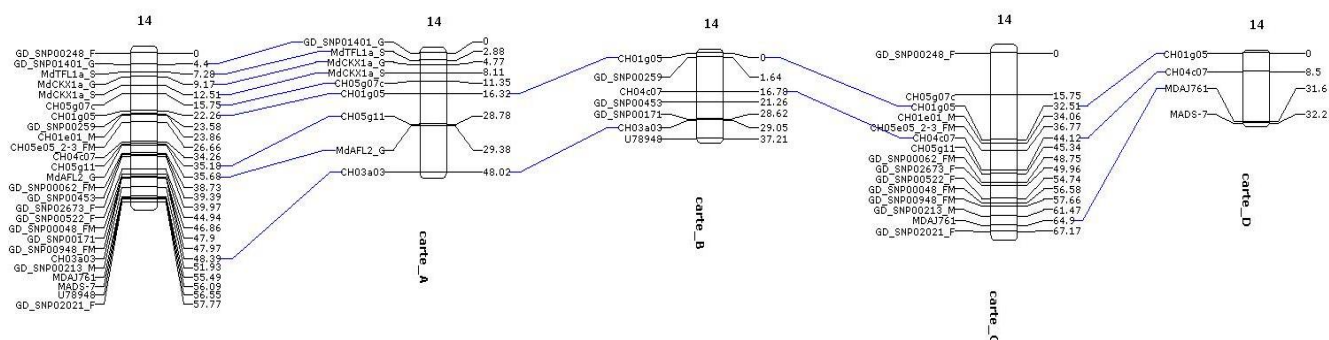 14
GD_SNP00248_F 0
GD_SNP01401_G 4.4
MdTFL1a_S 7.28
MdCKX1a_G 9.17
MdCKX1a_S 12.51
CH05g07c 15.75
CH01g05 22.26
GD_SNP00259 23.58
CH01e01_M 23.86
CH05e05_2-3_FM 26.66
CH04c07 34.26
CH05g11 35.18
MdAFL2_G 35.68
GD_SNP00062_FM 38.73
GD_SNP00453 39.39
GD_SNP02673_F 39.97
GD_SNP00522_F 44.94
GD_SNP00048_FM 46.86
GD_SNP00171 47.9
GD_SNP00948_FM 47.97
CH03a03 48.39
GD_SNP00213_M 51.93
MDAJ761 55.49
MADS-7 56.09
U78948 56.55
GD_SNP02021_F 57.77
14
GD_SNP01401_G 0
MdTFL1a_S 2.88
MdCKX1a_G 4.77
MdCKX1a_S 8.11
CH05g07c 11.35
CH01g05 16.32
CH05g11 28.78
MdAFL2_G 29.38
CH03a03 48.02
carte_A
14
CH01g05 0
GD_SNP00259 1.64
CH04c07 16.78
GD_SNP00453 21.26
GD_SNP00171 28.62
CH03a03 29.05
U78948 37.21
carte_B
14
GD_SNP00248_F 0
CH05g07c 15.75
CH01g05 32.51
CH01e01_M 34.06
CH05e05_2-3_FM 36.77
CH04c07 44.12
CH05g11 45.34
GD_SNP00062_FM 48.75
GD_SNP02673_F 49.96
GD_SNP00522_F 54.74
GD_SNP00048_FM 56.58
GD_SNP00948_FM 57.66
GD_SNP00213_M 61.47
MDAJ761 64.9
GD_SNP02021_F 67.17
carte_C
14
CH01g05 0
CH04c07 8.5
MDAJ761 31.6
MADS-7 32.2
carte_D